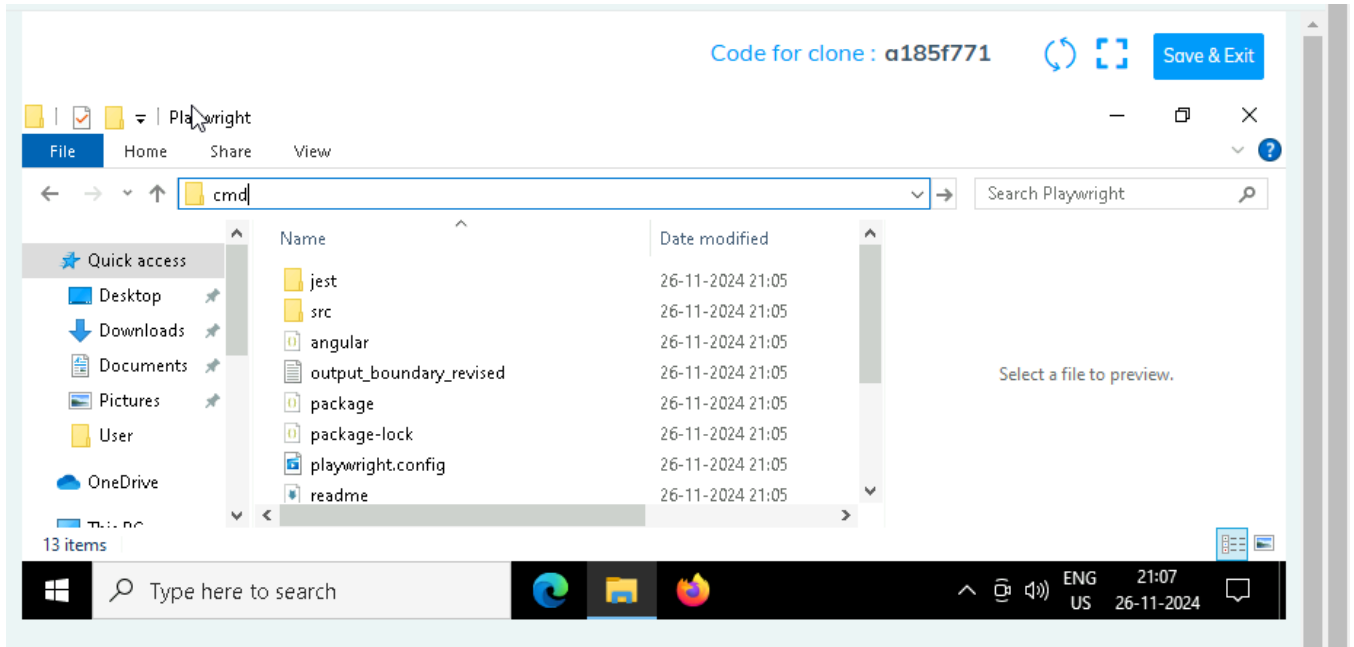 Code for clone : a185f771
Save & Exit
Playwright
File Home Share View
cmd
Search Playwright
Name Date modified
Quick access
Desktop
Downloads
Documents
Pictures
User
OneDrive
This PC
jest 26-11-2024 21:05
src 26-11-2024 21:05
angular 26-11-2024 21:05
output_boundary_revised 26-11-2024 21:05
package 26-11-2024 21:05
package-lock 26-11-2024 21:05
playwright.config 26-11-2024 21:05
readme 26-11-2024 21:05
Select a file to preview.
13 items
Type here to search
ENG
US
21:07
26-11-2024